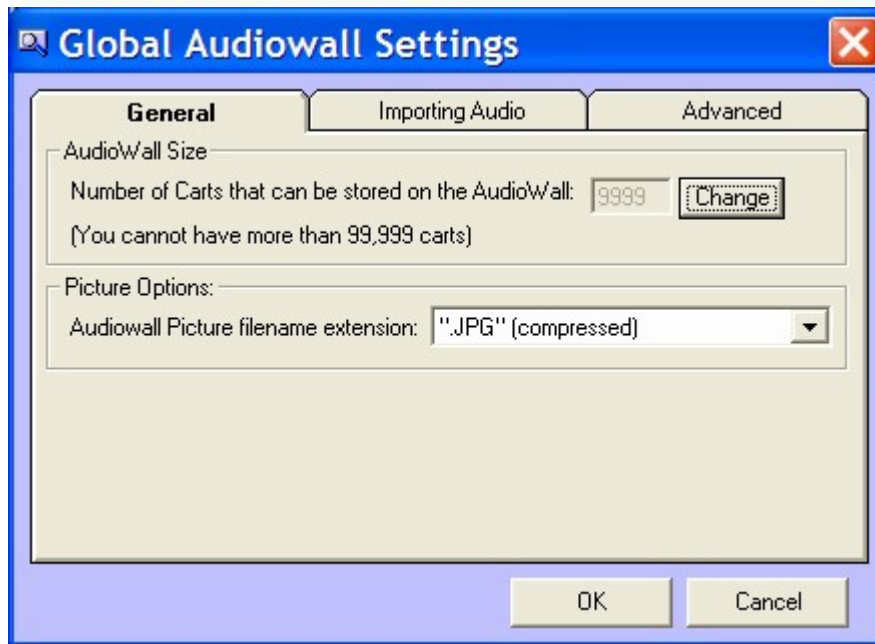 Global Audiowall Settings
General Importing Audio Advanced
AudioWall Size
Number of Carts that can be stored on the AudioWall: 9999 Change
(You cannot have more than 99,999 carts)
Picture Options:
Audiowall Picture filename extension: ".JPG" (compressed)
OK Cancel